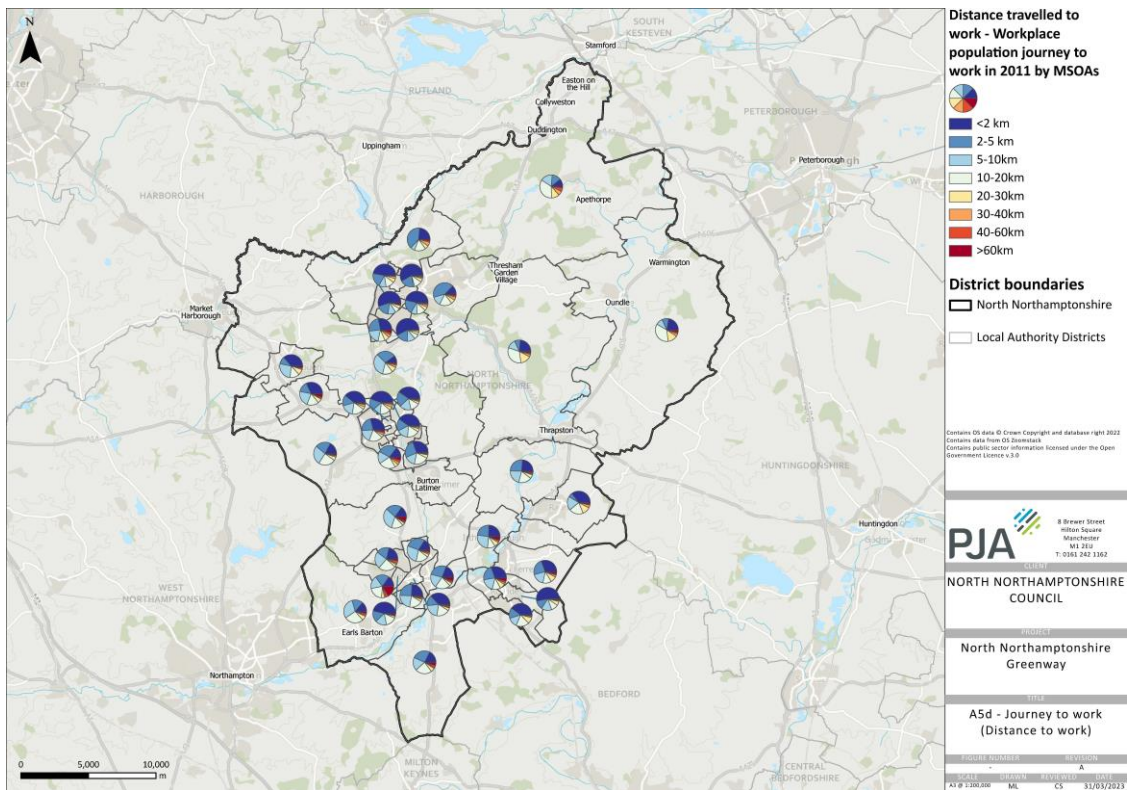 N
SOUTH
KESTEVEN
Stamford
RUTLAND
Easton on
the Hill
Collyweston
PETERBOROUGH
Duddington
Uppingham
Peterborough
HARBOROUGH
Apethorpe
Thresham
Garden
Village
Warmington
Oundle
Market
Harborough
NORTH
NORTHAMPTONSHIRE
Thrapston
HUNTINGDONSHIRE
Burton
Latimer
Huntingdon
WEST
NORTHAMPTONSHIRE
Earls Barton
Northampton
BEDFORD
MILTON
KEYNES
CENTRAL
BEDFORDSHIRE
0 5,000 10,000
m
Distance travelled to
work - Workplace
population journey to
work in 2011 by MSOAs
<2 km
2-5 km
5-10km
10-20km
20-30km
30-40km
40-60km
>60km
District boundaries
North Northamptonshire
Local Authority Districts
Contains OS data © Crown Copyright and database right 2022
Contains data from OS Zoomstack
Contains public sector information licensed under the Open
Government Licence v.3.0
PJA
8 Brewer Street
Hilton Square
Manchester
M1 2EU
T: 0161 242 1162
CLIENT
NORTH NORTHAMPTONSHIRE
COUNCIL
PROJECT
North Northamptonshire
Greenway
TITLE
A5d - Journey to work
(Distance to work)
FIGURE NUMBER REVISION
- A
SCALE DRAWN REVIEWED DATE
A3 @ 1:200,000 ML CS 31/03/2023